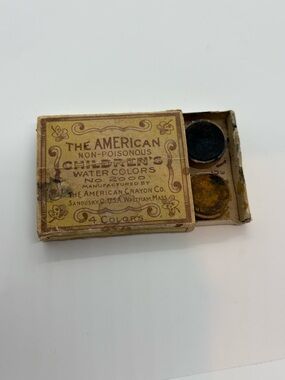 THE AMERICAN
NON-POISONOUS
CHILDREN'S
WATER COLORS
No 2000
MANUFACTURED BY
THE AMERICAN CRAYON CO.
SANDUSKY, O. U.S.A. WALTHAM, MASS.
4 COLORS